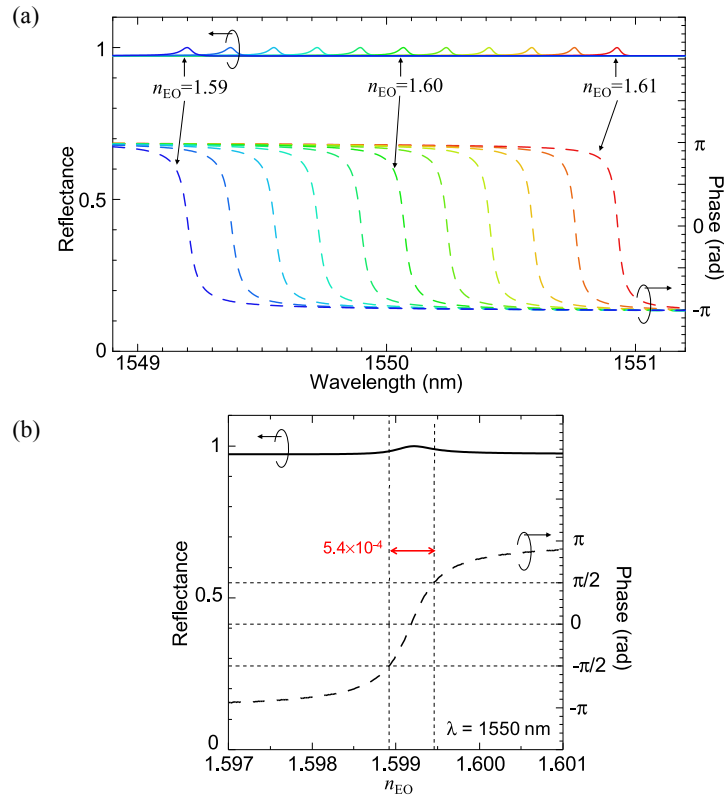 (a)
1
0.5
0
Reflectance
n_EO=1.59
n_EO=1.60
n_EO=1.61
π
0
-π
Phase (rad)
1549
1550
1551
Wavelength (nm)
(b)
1
0.5
0
Reflectance
5.4×10⁻⁴
π
π/2
0
-π/2
-π
Phase (rad)
λ = 1550 nm
1.597
1.598
1.599
1.600
1.601
n_EO